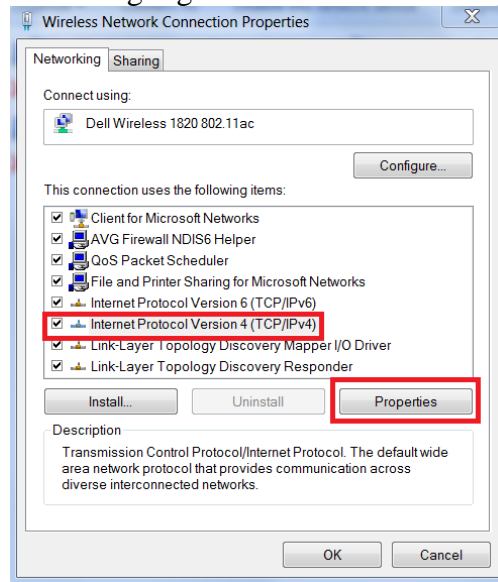 Wireless Network Connection Properties
Networking Sharing
Connect using:
Dell Wireless 1820 802.11ac
Configure...
This connection uses the following items:
Client for Microsoft Networks
AVG Firewall NDIS6 Helper
QoS Packet Scheduler
File and Printer Sharing for Microsoft Networks
Internet Protocol Version 6 (TCP/IPv6)
Internet Protocol Version 4 (TCP/IPv4)
Link-Layer Topology Discovery Mapper I/O Driver
Link-Layer Topology Discovery Responder
Install... Uninstall Properties
Description
Transmission Control Protocol/Internet Protocol. The default wide
area network protocol that provides communication across
diverse interconnected networks.
OK Cancel